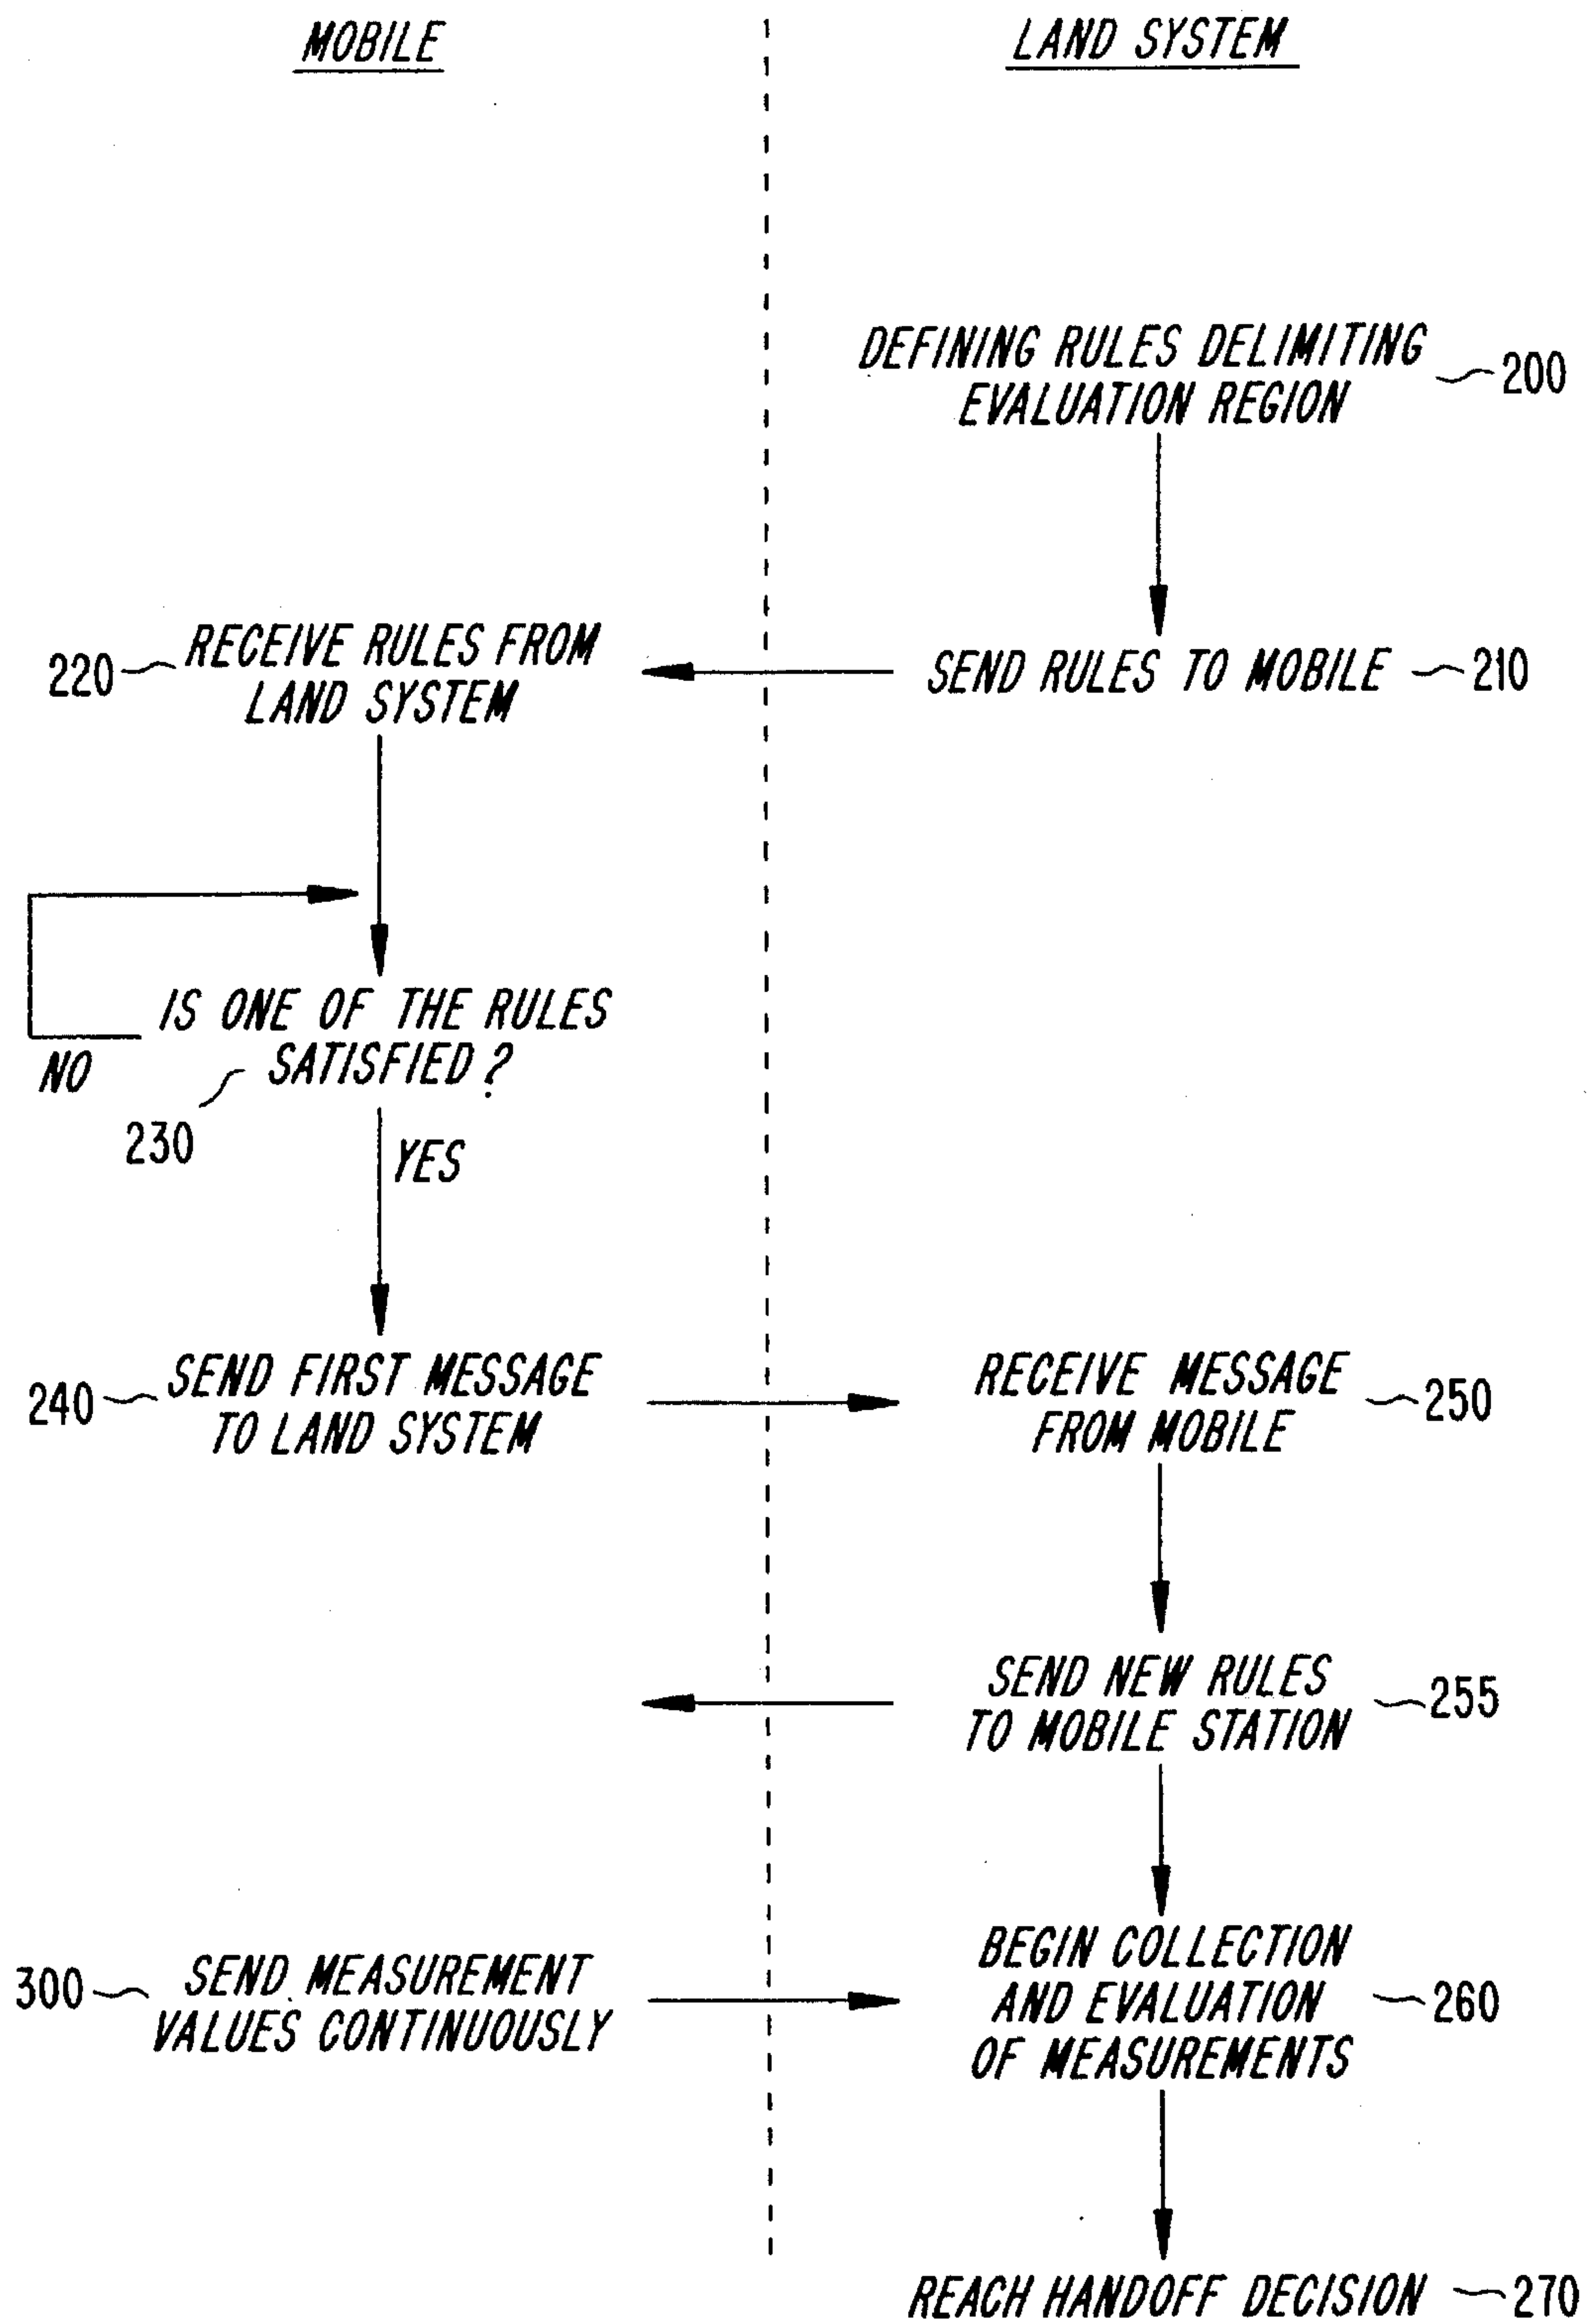 MOBILE
LAND SYSTEM
DEFINING RULES DELIMITING
EVALUATION REGION
200
220
RECEIVE RULES FROM
LAND SYSTEM
SEND RULES TO MOBILE
210
IS ONE OF THE RULES
SATISFIED?
NO
230
YES
240
SEND FIRST MESSAGE
TO LAND SYSTEM
RECEIVE MESSAGE
FROM MOBILE
250
SEND NEW RULES
TO MOBILE STATION
255
300
SEND MEASUREMENT
VALUES CONTINUOUSLY
BEGIN COLLECTION
AND EVALUATION
OF MEASUREMENTS
260
REACH HANDOFF DECISION
270